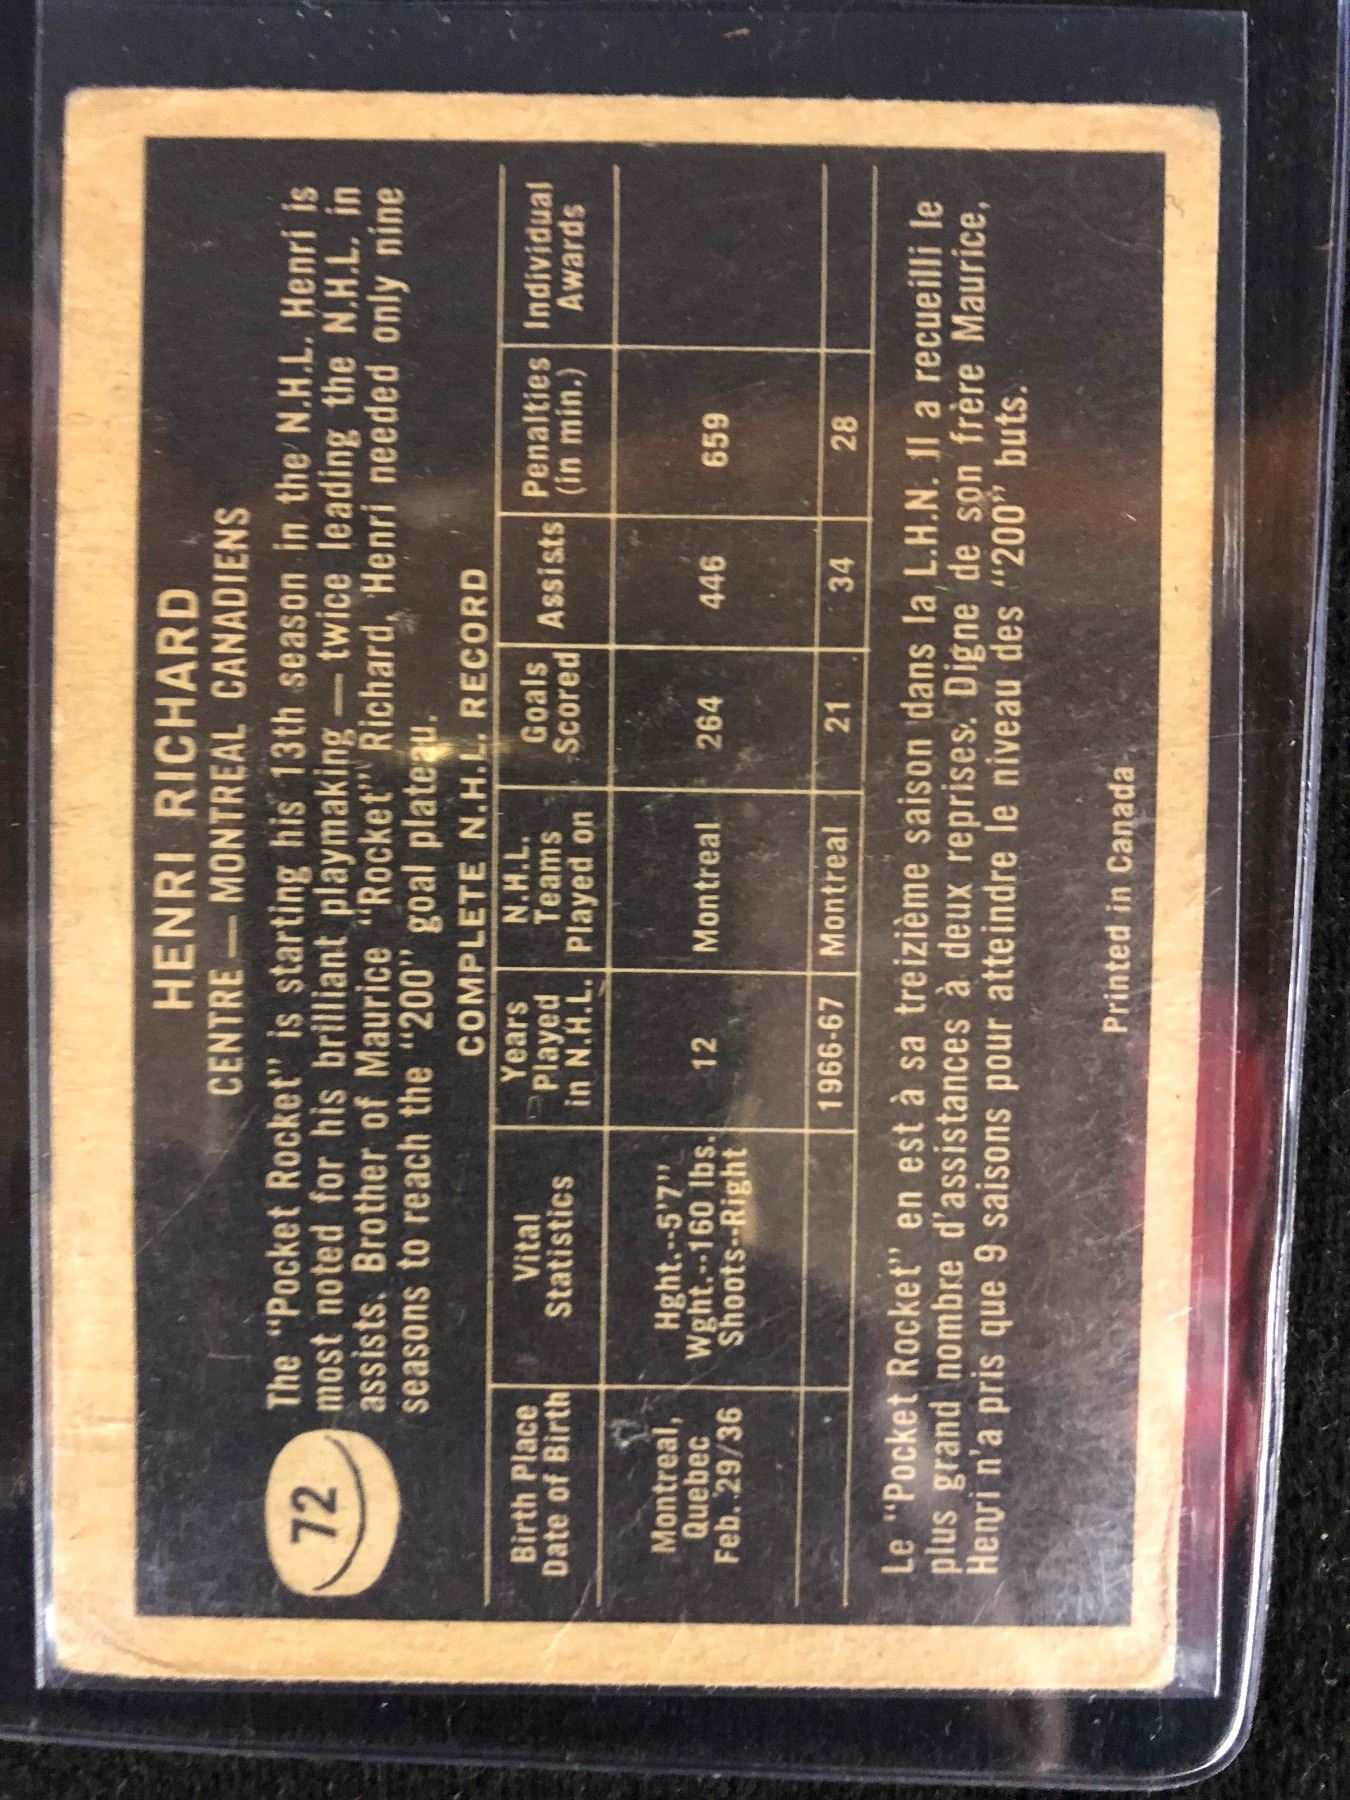 HENRI RICHARD
CENTRE — MONTREAL CANADIENS
72
The "Pocket Rocket" is starting his 13th season in the N.H.L. Henri is
most noted for his brilliant playmaking — twice leading the N.H.L. in
assists. Brother of Maurice "Rocket" Richard, Henri needed only nine
seasons to reach the "200" goal plateau.
COMPLETE N.H.L. RECORD
Birth Place
Date of Birth
Vital
Statistics
Years
Played
in N.H.L.
N.H.L.
Teams
Played on
Goals
Scored
Assists
Penalties
(in min.)
Individual
Awards
Montreal,
Quebec
Feb. 29/36
Hght.--5'7"
Wght.--160 lbs.
Shoots--Right
12
Montreal
264
446
659
1966-67
Montreal
21
34
28
Le "Pocket Rocket" en est à sa treizième saison dans la L.H.N. Il a recueilli le
plus grand nombre d'assistances à deux reprises. Digne de son frère Maurice,
Henri n'a pris que 9 saisons pour atteindre le niveau des "200" buts.
Printed in Canada